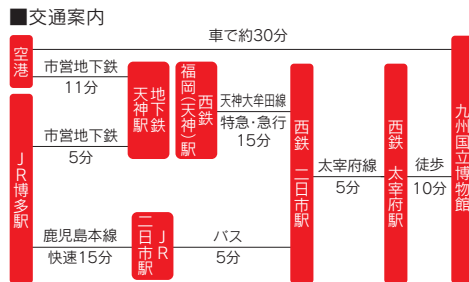 ■交通案内
車で約30分
空港
市営地下鉄
11分
地下鉄
天神駅
西鉄
福岡(天神)駅
天神大牟田線
特急・急行
15分
JR博多駅
市営地下鉄
5分
西鉄 二日市駅
太宰府線
5分
西鉄 太宰府駅
徒歩
10分
九州国立博物館
鹿児島本線
快速15分
JR
二日市駅
バス
5分